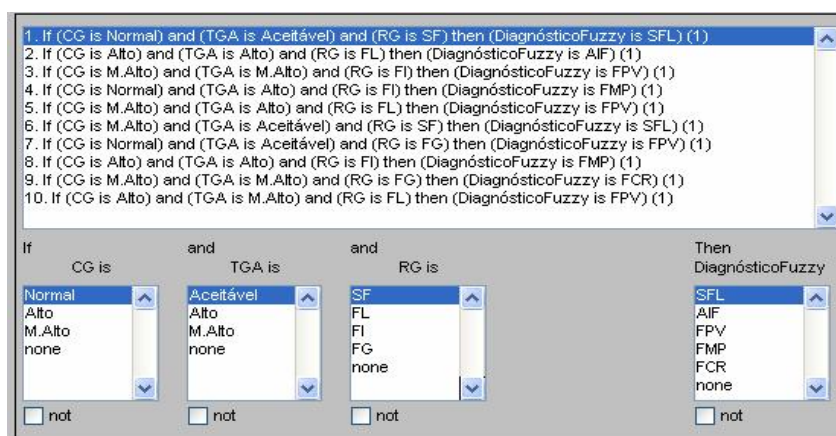 1. If (CG is Normal) and (TGA is Aceitável) and (RG is SF) then (DiagnósticoFuzzy is SFL) (1)
2. If (CG is Alto) and (TGA is Alto) and (RG is FL) then (DiagnósticoFuzzy is AIF) (1)
3. If (CG is M.Alto) and (TGA is M.Alto) and (RG is FI) then (DiagnósticoFuzzy is FPV) (1)
4. If (CG is Normal) and (TGA is Alto) and (RG is FI) then (DiagnósticoFuzzy is FMP) (1)
5. If (CG is M.Alto) and (TGA is Alto) and (RG is FL) then (DiagnósticoFuzzy is FPV) (1)
6. If (CG is M.Alto) and (TGA is Aceitável) and (RG is SF) then (DiagnósticoFuzzy is SFL) (1)
7. If (CG is Normal) and (TGA is Aceitável) and (RG is FG) then (DiagnósticoFuzzy is FPV) (1)
8. If (CG is Alto) and (TGA is Alto) and (RG is FI) then (DiagnósticoFuzzy is FMP) (1)
9. If (CG is M.Alto) and (TGA is M.Alto) and (RG is FG) then (DiagnósticoFuzzy is FCR) (1)
10. If (CG is Alto) and (TGA is M.Alto) and (RG is FL) then (DiagnósticoFuzzy is FPV) (1)
If
CG is
Normal
Alto
M.Alto
none
not
and
TGA is
Aceitável
Alto
M.Alto
none
not
and
RG is
SF
FL
FI
FG
none
not
Then
DiagnósticoFuzzy
SFL
AIF
FPV
FMP
FCR
none
not